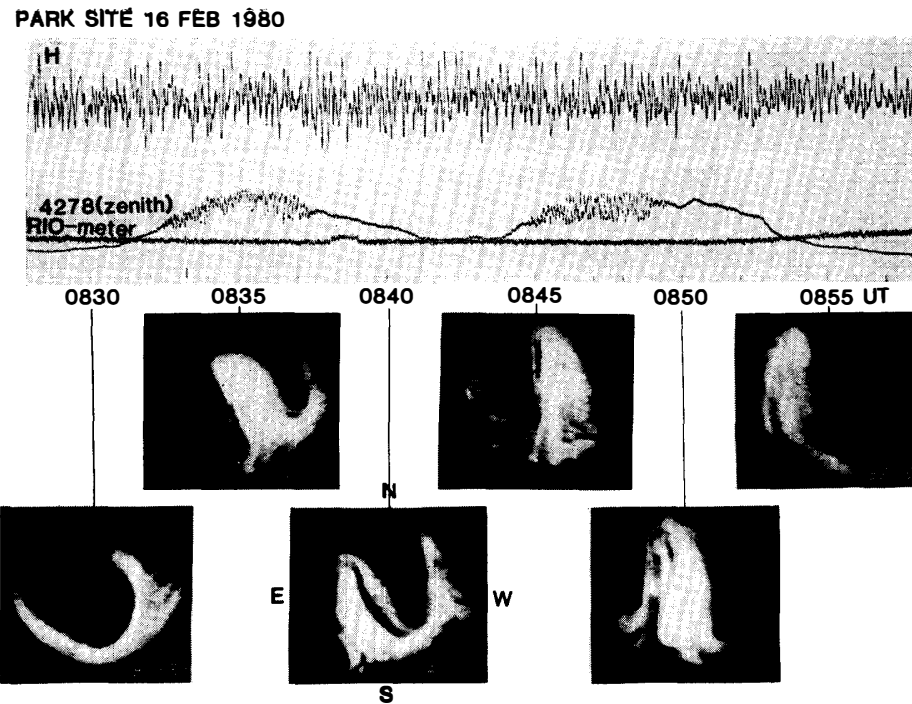 PARK SITE 16 FEB 1980
H
4278(zenith)
RIO-meter
0830 0835 0840 0845 0850 0855 UT
N
E W
S